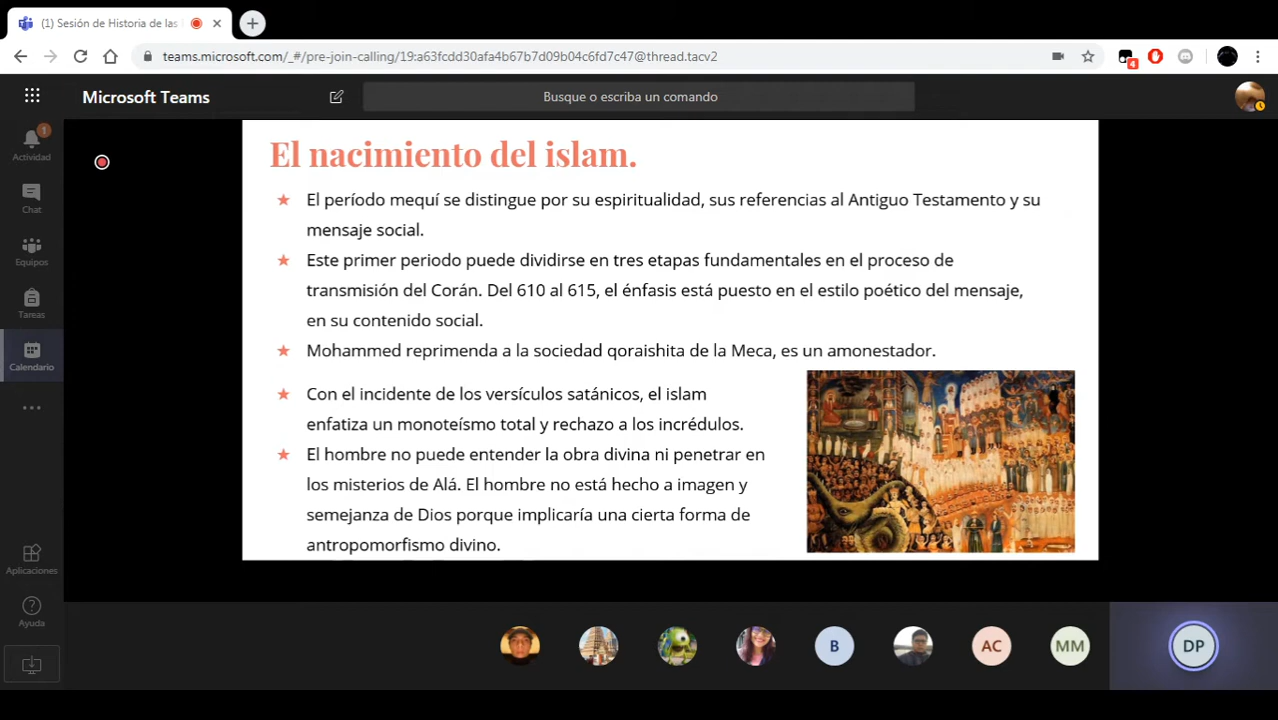 (1) Sesión de Historia de las
teams.microsoft.com/_#/pre-join-calling/19:a63fcdd30afa4b67b7d09b04c6fd7c47@thread.tacv2
4
Microsoft Teams
Busque o escriba un comando
1
Actividad
Chat
Equipos
Tareas
Calendario
Aplicaciones
Ayuda
El nacimiento del islam.
El período mequí se distingue por su espiritualidad, sus referencias al Antiguo Testamento y su
mensaje social.
Este primer periodo puede dividirse en tres etapas fundamentales en el proceso de
transmisión del Corán. Del 610 al 615, el énfasis está puesto en el estilo poético del mensaje,
en su contenido social.
Mohammed reprimenda a la sociedad qoraishita de la Meca, es un amonestador.
Con el incidente de los versículos satánicos, el islam
enfatiza un monoteísmo total y rechazo a los incrédulos.
El hombre no puede entender la obra divina ni penetrar en
los misterios de Alá. El hombre no está hecho a imagen y
semejanza de Dios porque implicaría una cierta forma de
antropomorfismo divino.
B
AC
MM
DP